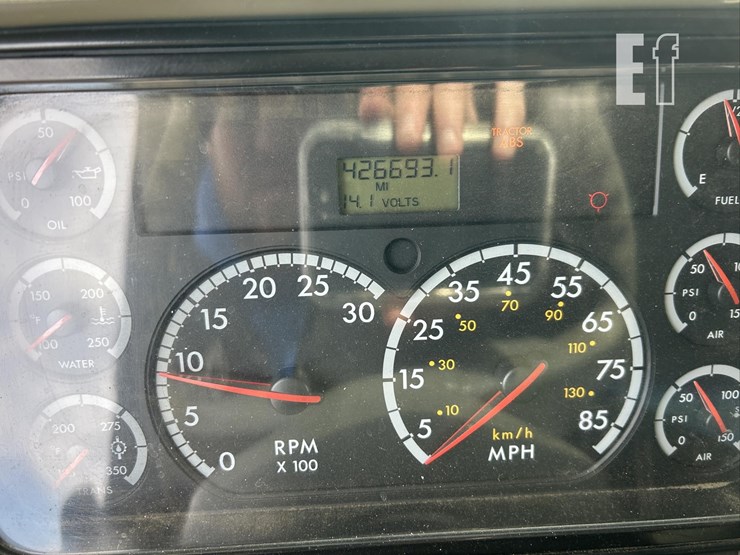 Ef
TRACTOR
ABS
426693.1
MI
14.1 VOLTS
50
PSI
0 100
OIL
150 200
°F
100 250
WATER
200 275
°F
350
TRANS
0 5 10 15 20 25 30
RPM
X 100
5 15 25 35 45 55 65 75 85
10 30 50 70 90 110 130
km/h
MPH
E
FUEL
50
PSI
0
AIR
50 100
PSI
0 150
AIR